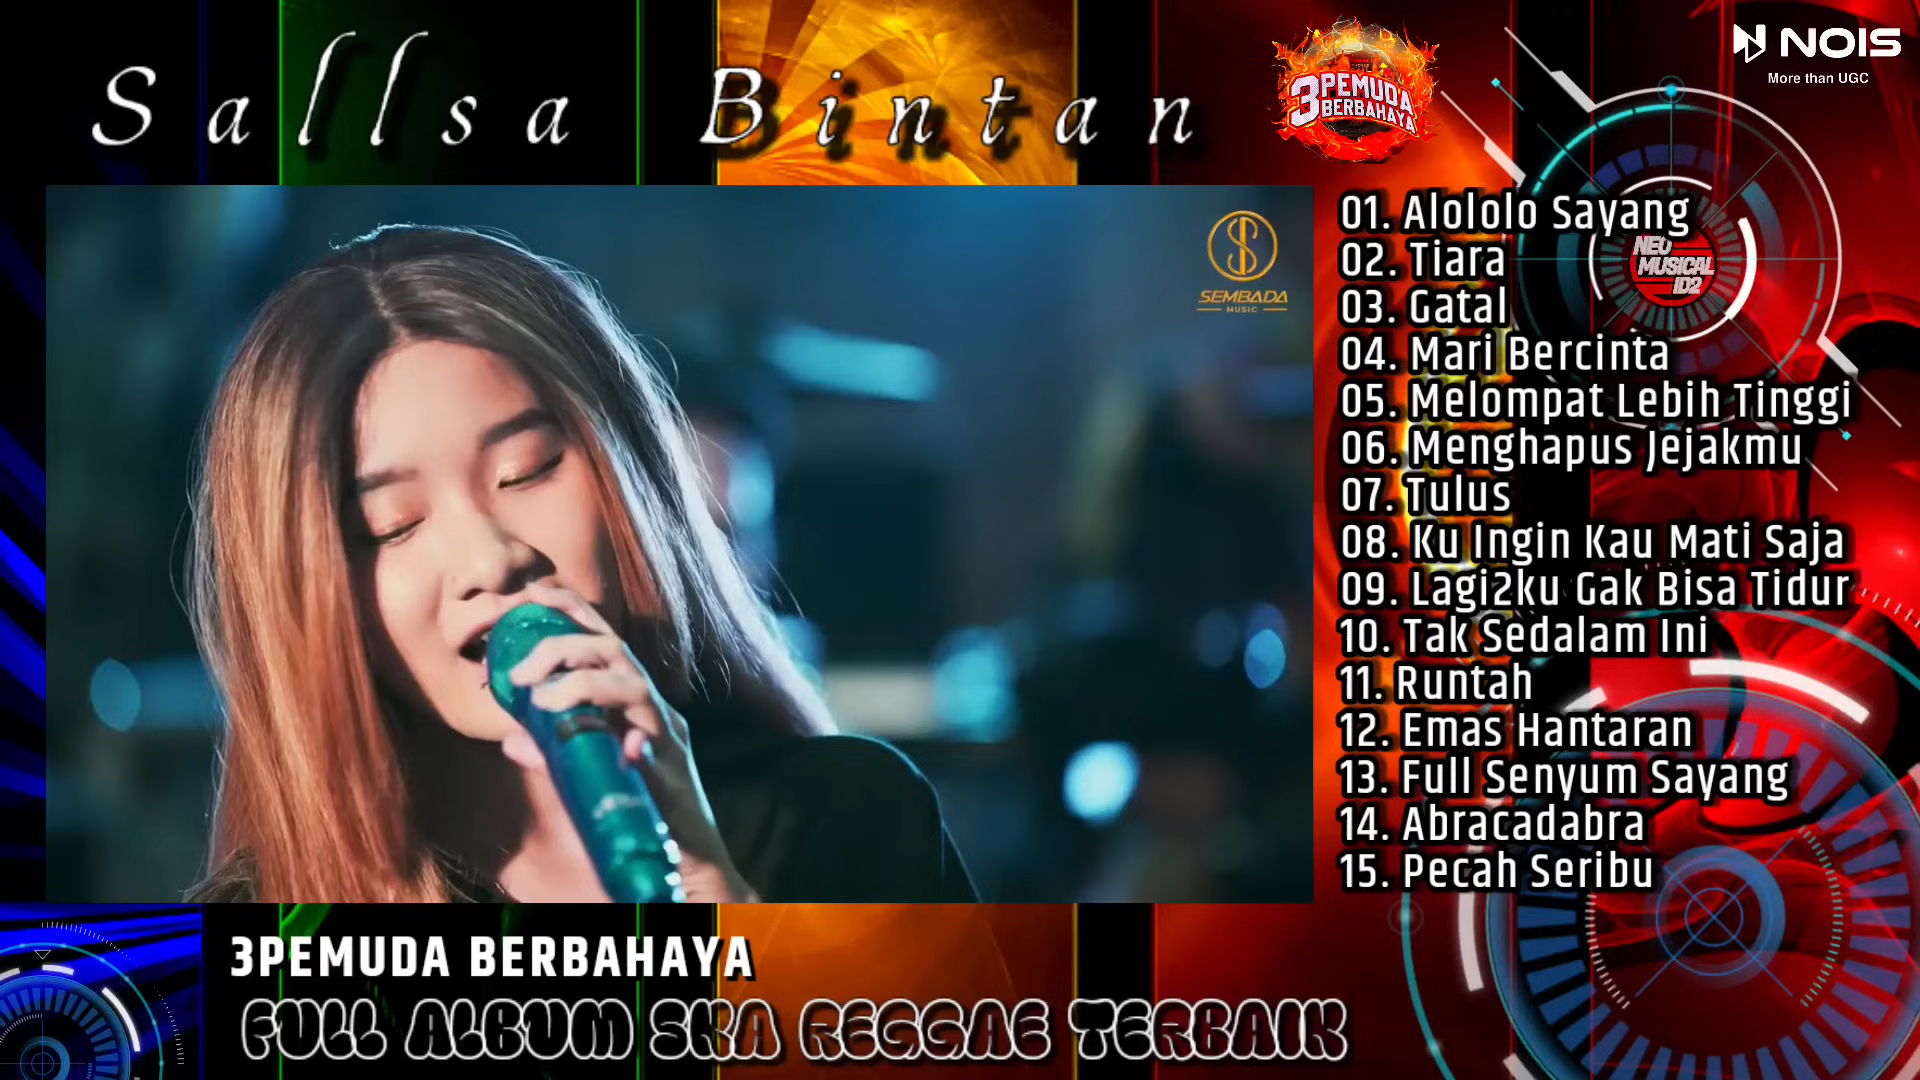 Sallsa Bintan
3PEMUDA
BERBAHAYA
NOIS
More than UGC
SEMBADA
MUSIC
NEO
MUSICAL
ID2
01. Alololo Sayang
02. Tiara
03. Gatal
04. Mari Bercinta
05. Melompat Lebih Tinggi
06. Menghapus Jejakmu
07. Tulus
08. Ku Ingin Kau Mati Saja
09. Lagi2ku Gak Bisa Tidur
10. Tak Sedalam Ini
11. Runtah
12. Emas Hantaran
13. Full Senyum Sayang
14. Abracadabra
15. Pecah Seribu
3PEMUDA BERBAHAYA
FULL ALBUM SKA REGGAE TERBAIK